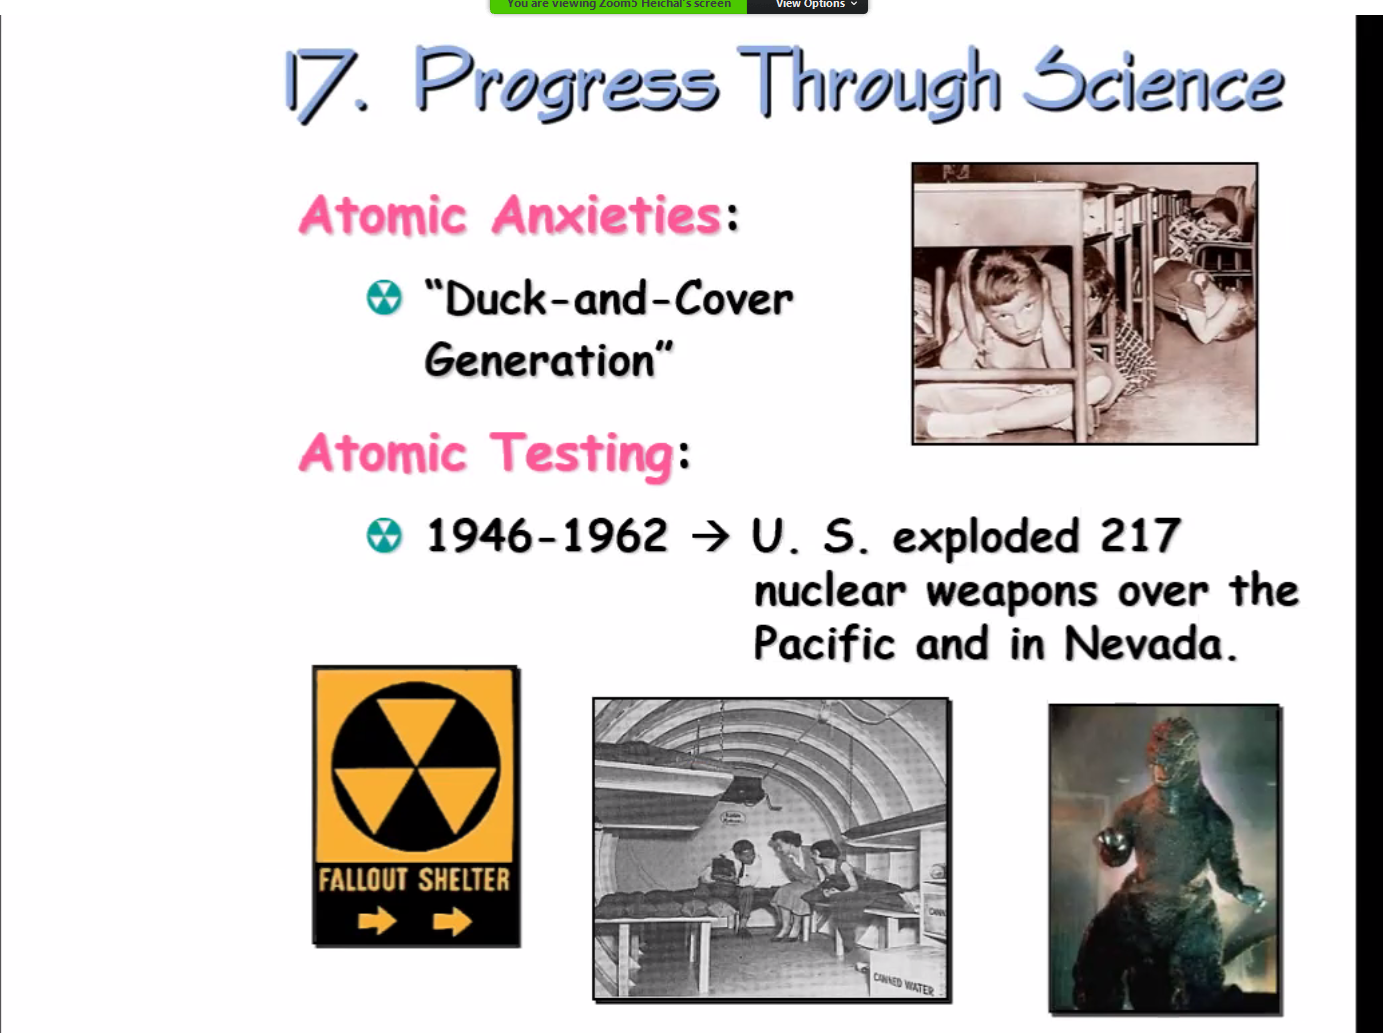 You are viewing Zoom5 Heichal's screen
View Options
17. Progress Through Science
Atomic Anxieties:
"Duck-and-Cover
Generation"
Atomic Testing:
1946-1962 → U. S. exploded 217
nuclear weapons over the
Pacific and in Nevada.
FALLOUT SHELTER
CANNED WATER